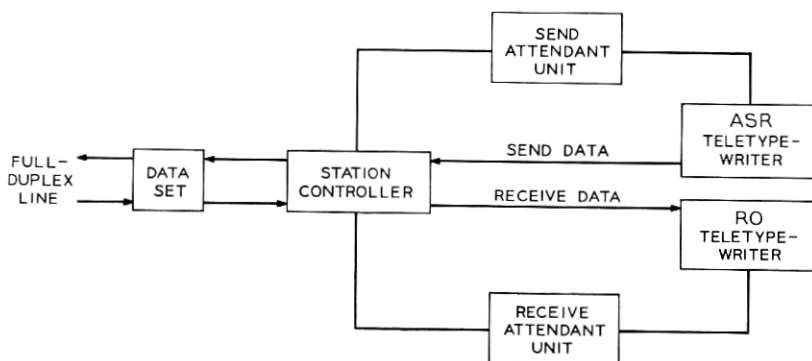 SEND
ATTENDANT
UNIT
ASR
TELETYPE-
WRITER
SEND DATA
FULL-
DUPLEX
LINE
DATA
SET
STATION
CONTROLLER
RECEIVE DATA
RO
TELETYPE-
WRITER
RECEIVE
ATTENDANT
UNIT